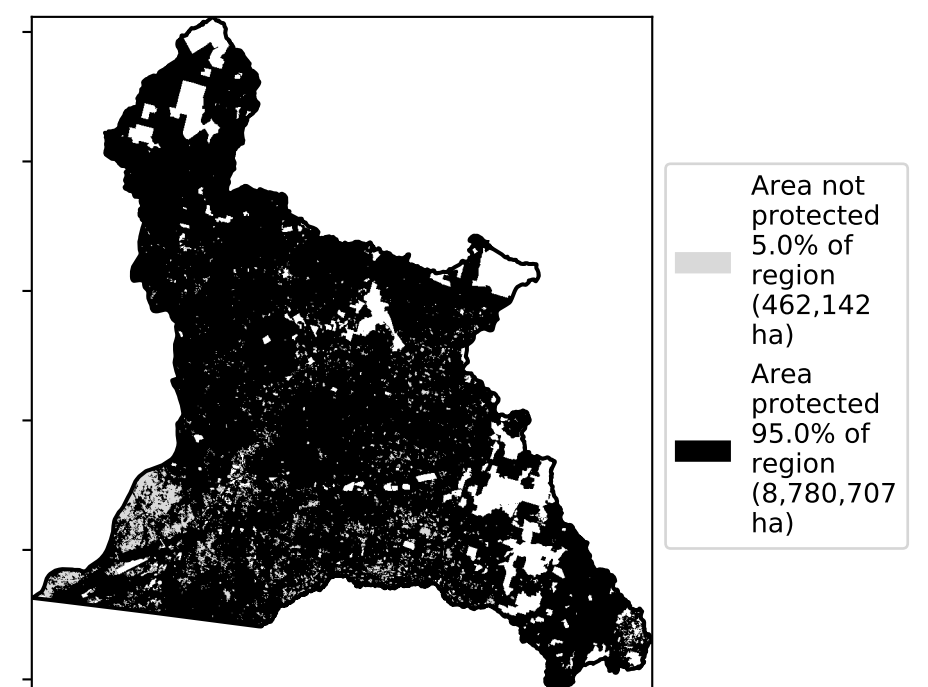 Area not
protected
5.0% of
region
(462,142
ha)
Area
protected
95.0% of
region
(8,780,707
ha)